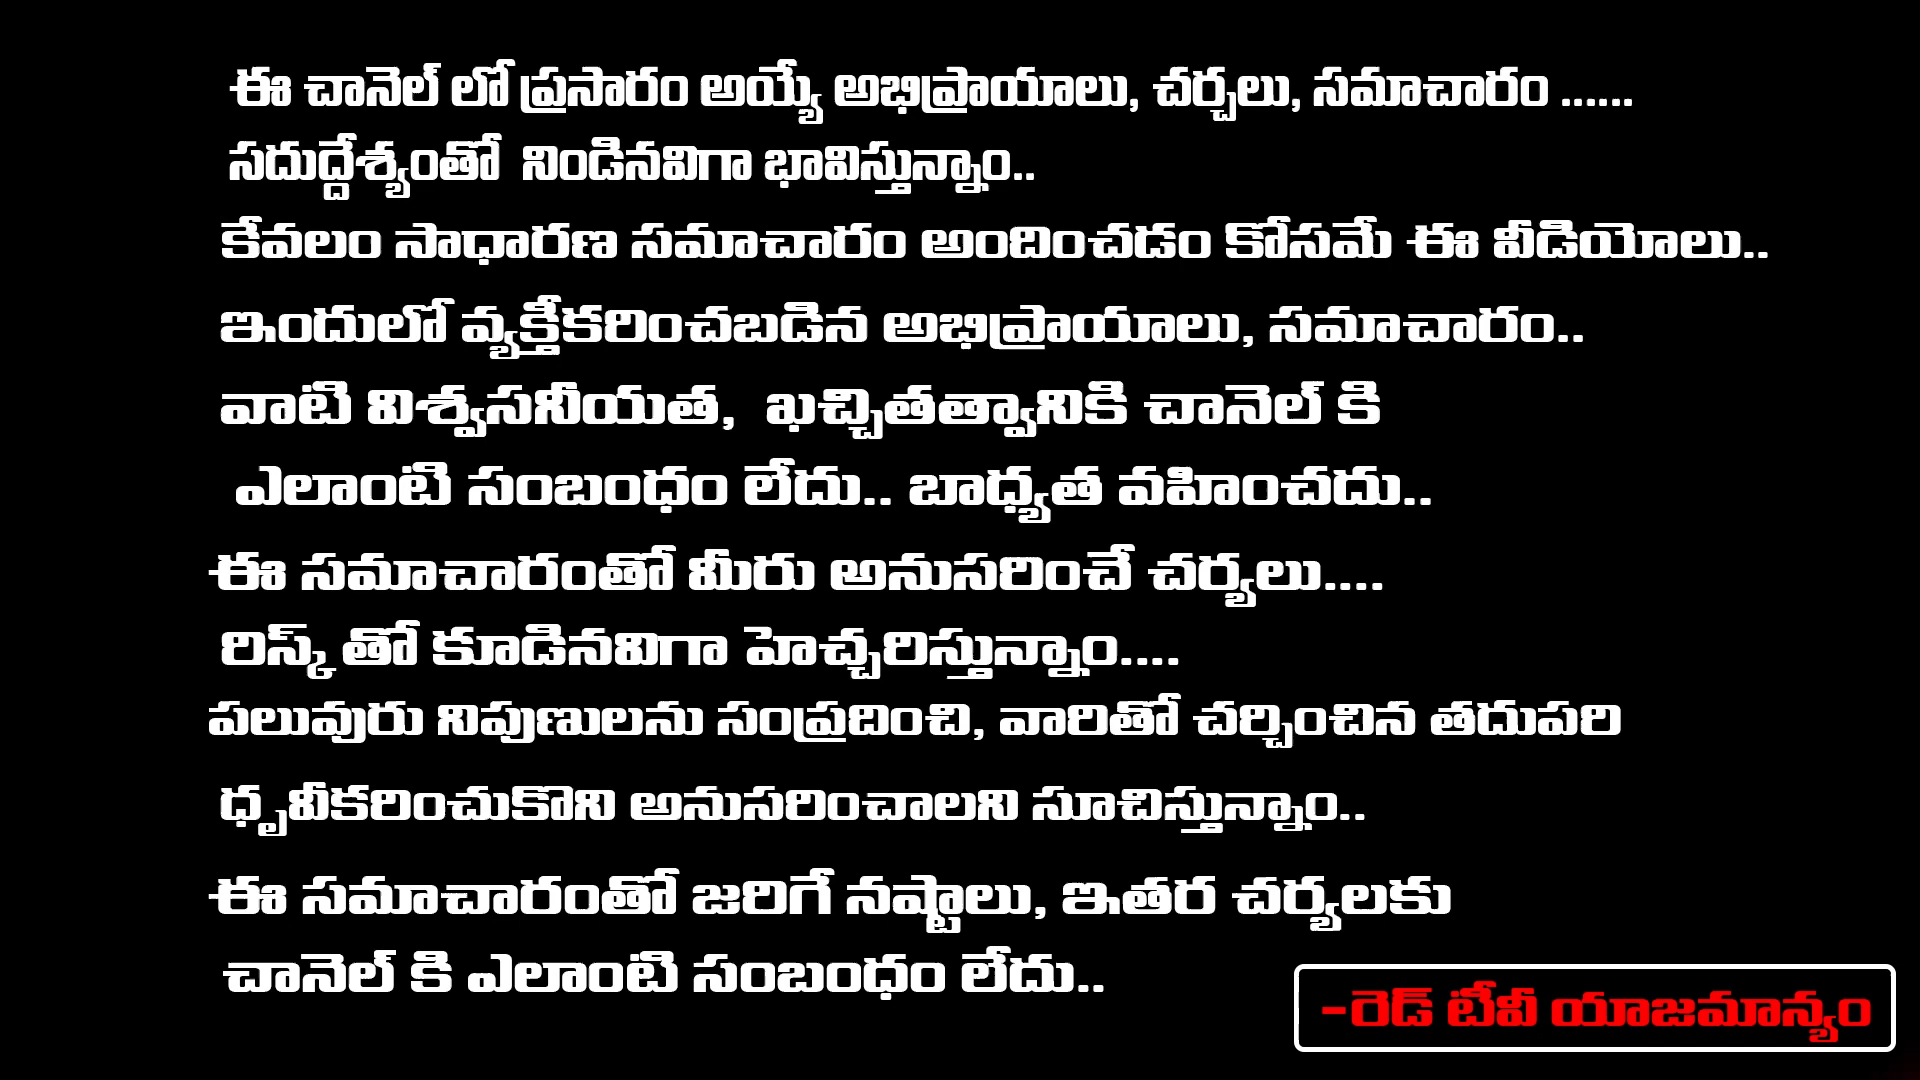 ఈ చానెల్ లో ప్రసారం అయ్యే అభిప్రాయాలు, చర్చలు, సమాచారం ......
సదుద్దేశ్యంతో నిండినవిగా భావిస్తున్నాం..
కేవలం సాధారణ సమాచారం అందించడం కోసమే ఈ వీడియోలు..
ఇందులో వ్యక్తీకరించబడిన అభిప్రాయాలు, సమాచారం..
వాటి విశ్వసనీయత, ఖచ్చితత్వానికి చానెల్ కి
ఎలాంటి సంబంధం లేదు.. బాధ్యత వహించదు..
ఈ సమాచారంతో మీరు అనుసరించే చర్యలు....
రిస్క్ తో కూడినవిగా హెచ్చరిస్తున్నాం....
పలువురు నిపుణులను సంప్రదించి, వారితో చర్చించిన తదుపరి
ధృవీకరించుకొని అనుసరించాలని సూచిస్తున్నాం..
ఈ సమాచారంతో జరిగే నష్టాలు, ఇతర చర్యలకు
చానెల్ కి ఎలాంటి సంబంధం లేదు..
-రెడ్ టీవీ యాజమాన్యం